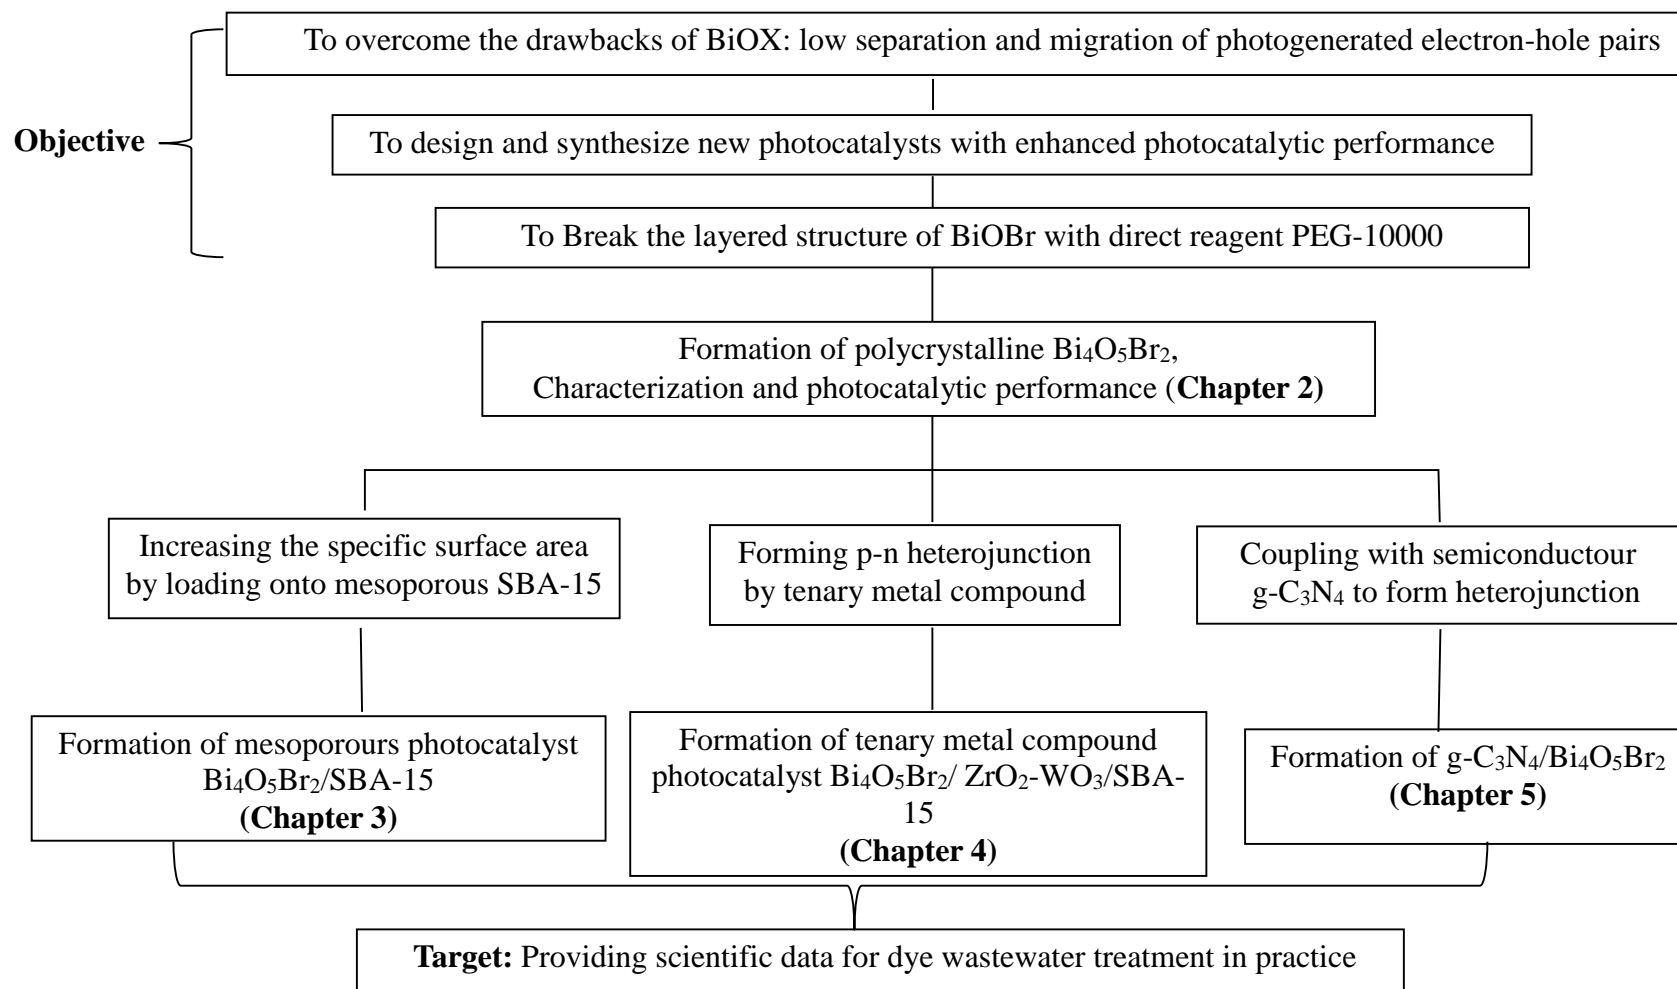 To overcome the drawbacks of BiOX: low separation and migration of photogenerated electron-hole pairs
Objective
To design and synthesize new photocatalysts with enhanced photocatalytic performance
To Break the layered structure of BiOBr with direct reagent PEG-10000
Formation of polycrystalline Bi₄O₅Br₂,
Characterization and photocatalytic performance (Chapter 2)
Increasing the specific surface area
by loading onto mesoporous SBA-15
Forming p-n heterojunction
by tenary metal compound
Coupling with semiconductour
g-C₃N₄ to form heterojunction
Formation of mesoporours photocatalyst
Bi₄O₅Br₂/SBA-15
(Chapter 3)
Formation of tenary metal compound
photocatalyst Bi₄O₅Br₂/ ZrO₂-WO₃/SBA-
15
(Chapter 4)
Formation of g-C₃N₄/Bi₄O₅Br₂
(Chapter 5)
Target: Providing scientific data for dye wastewater treatment in practice